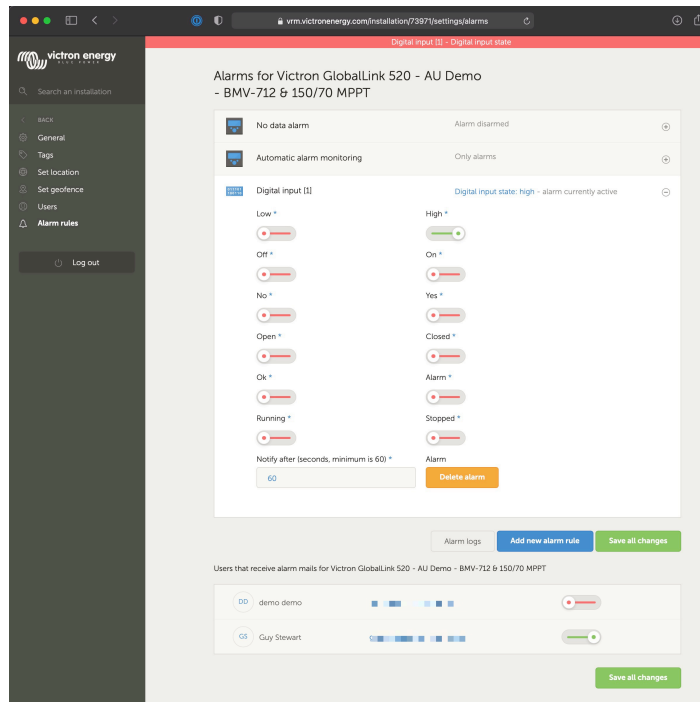 vrm.victronenergy.com/installation/73971/settings/alarms
Digital input [1] - Digital input state
victron energy
BLUE POWER
Search an installation
BACK
General
Tags
Set location
Set geofence
Users
Alarm rules
Log out
Alarms for Victron GlobalLink 520 - AU Demo
- BMV-712 & 150/70 MPPT
No data alarm
Alarm disarmed
Automatic alarm monitoring
Only alarms
Digital input [1]
Digital input state: high - alarm currently active
Low *
High *
Off *
On *
No *
Yes *
Open *
Closed *
Ok *
Alarm *
Running *
Stopped *
Notify after (seconds, minimum is 60) *
Alarm
60
Delete alarm
Alarm logs
Add new alarm rule
Save all changes
Users that receive alarm mails for Victron GlobalLink 520 - AU Demo - BMV-712 & 150/70 MPPT
DD
demo demo
GS
Guy Stewart
Save all changes